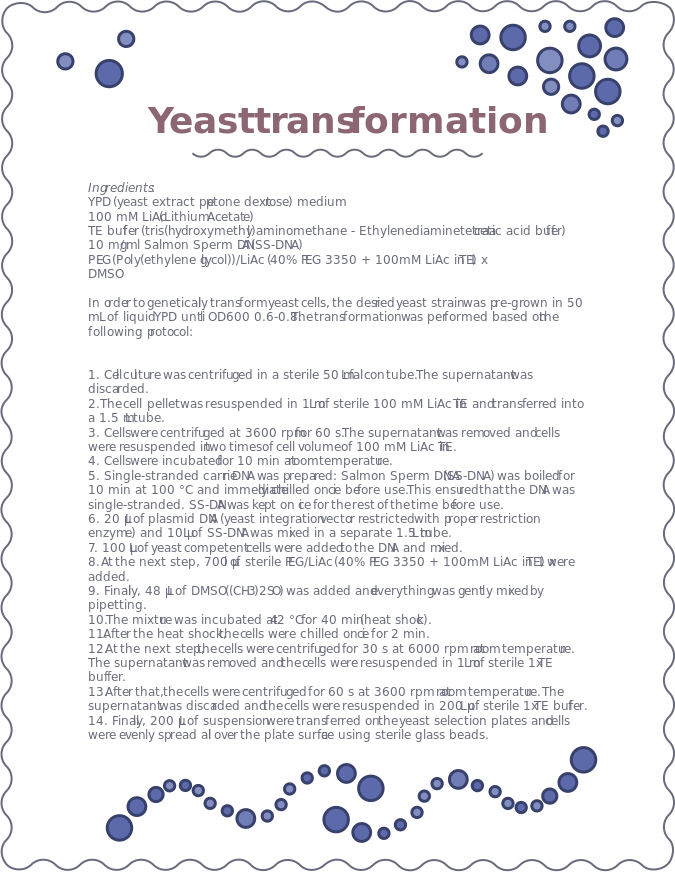 Yeast transformation
Ingredients:
YPD (yeast extract peptone dextrose) medium
100 mM LiAc (Lithium Acetate)
TE buffer (tris(hydroxymethyl)aminomethane - Ethylenediaminetetraacetic acid buffer)
10 mg/ml Salmon Sperm DNA (SS-DNA)
PEG (Poly(ethylene glycol))/LiAc (40% PEG 3350 + 100mM LiAc in TE 1x)
DMSO
In order to geneticaly transform yeast cells, the desired yeast strain was pre-grown in 50
mL of liquid YPD until OD600 0.6-0.8. The transformation was performed based on the
following protocol:
1. Cell culture was centrifuged in a sterile 50 mL falcon tube. The supernatant was
discarded.
2.The cell pellet was resuspended in 1 mL of sterile 100 mM LiAc in TE and transferred into
a 1.5 mL tube.
3. Cells were centrifuged at 3600 rpm for 60 s. The supernatant was removed and cells
were resuspended in two times of cell volume of 100 mM LiAc in TE.
4. Cells were incubated for 10 min at room temperature.
5. Single-stranded carrier DNA was prepared: Salmon Sperm DNA (SS-DNA) was boiled for
10 min at 100 °C and immediately chilled on ice before use. This ensured that the DNA was
single-stranded. SS-DNA was kept on ice for the rest of the time before use.
6. 20 µL of plasmid DNA (yeast integration vector restricted with proper restriction
enzyme) and 10 µL of SS-DNA was mixed in a separate 1.5 mL tube.
7. 100 µL of yeast competent cells were added to the DNA and mixed.
8. At the next step, 700 µl of sterile PEG/LiAc (40% PEG 3350 + 100mM LiAc in TE 1x) were
added.
9. Finally, 48 µL of DMSO ((CH3)2SO) was added and everything was gently mixed by
pipetting.
10.The mixture was incubated at 42 °C for 40 min (heat shock).
11.After the heat shock, the cells were chilled on ice for 2 min.
12.At the next step, the cells were centrifuged for 30 s at 6000 rpm at room temperature.
The supernatant was removed and the cells were resuspended in 1 mL of sterile 1x TE
buffer.
13.After that, the cells were centrifuged for 60 s at 3600 rpm at room temperature. The
supernatant was discarded and the cells were resuspended in 200 µL of sterile 1x TE buffer.
14. Finally, 200 µL of suspension were transferred on the yeast selection plates and cells
were evenly spread all over the plate surface using sterile glass beads.